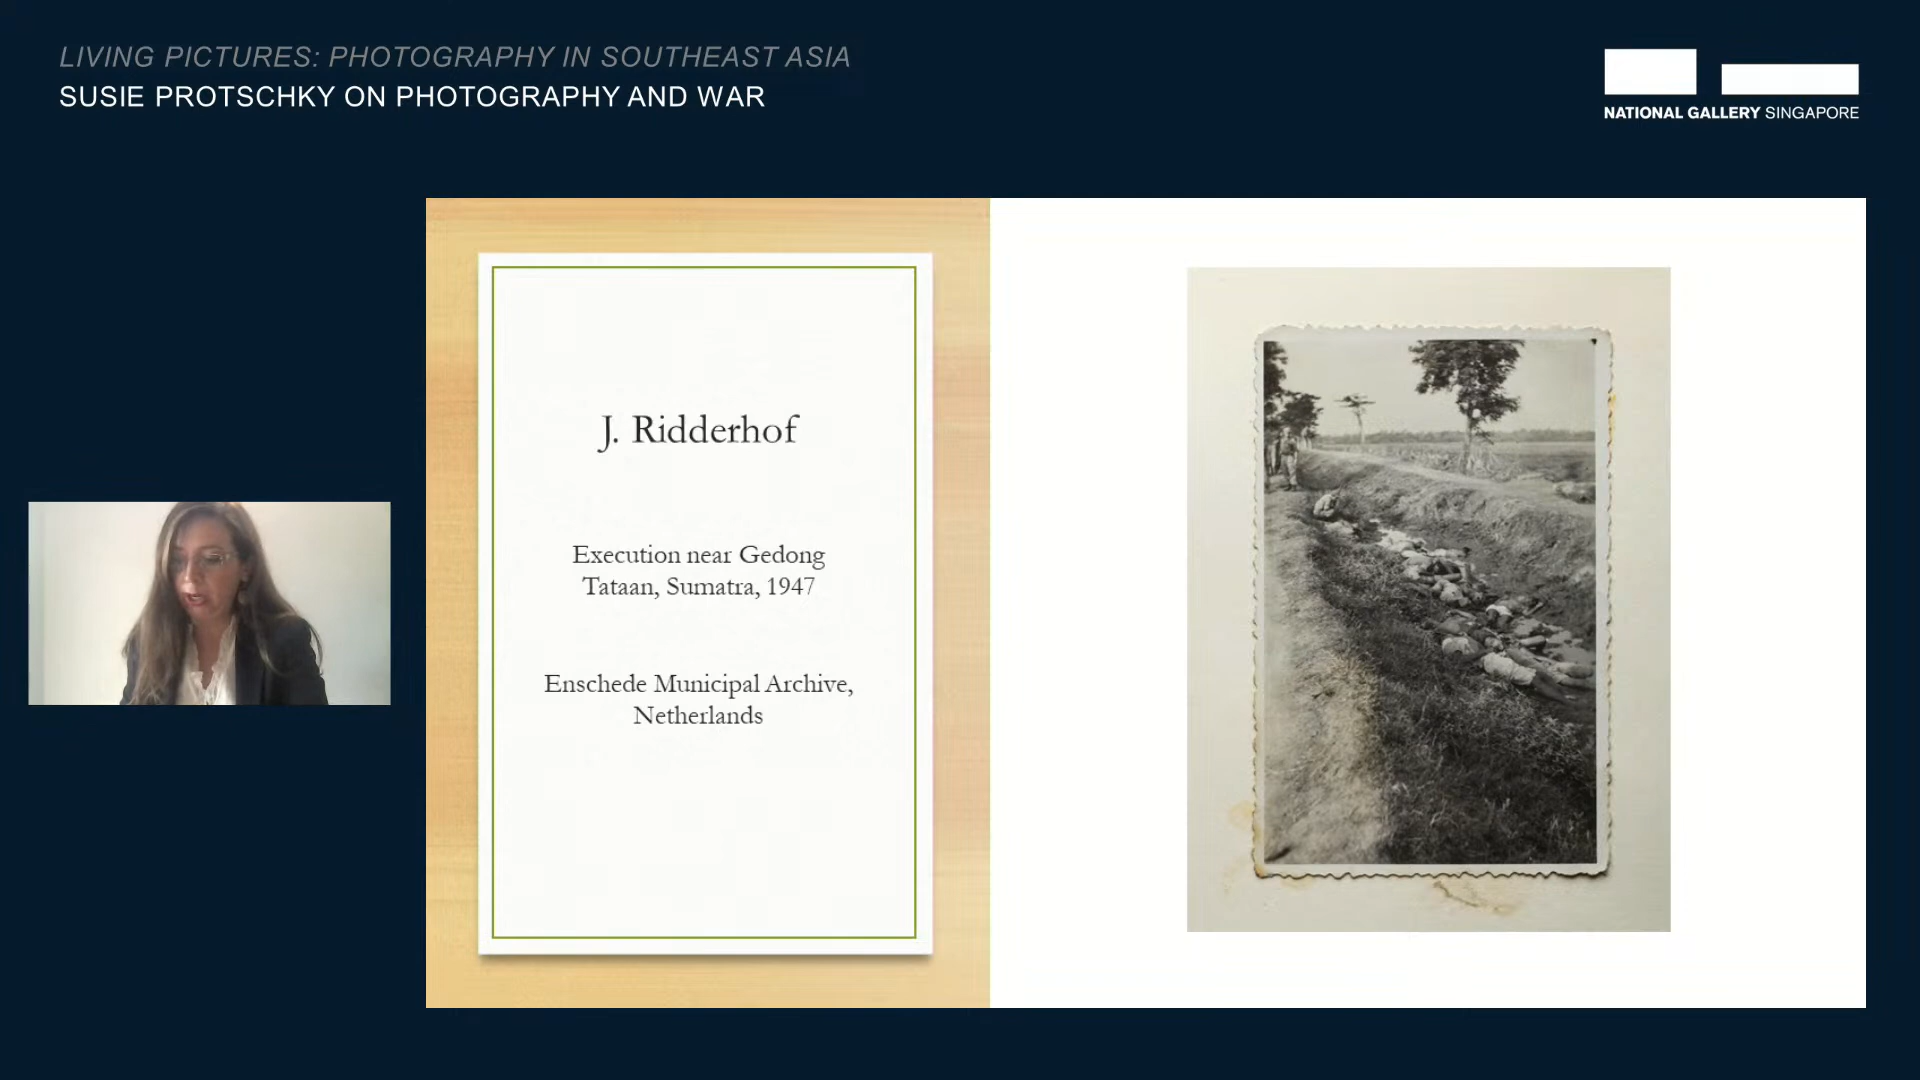 LIVING PICTURES: PHOTOGRAPHY IN SOUTHEAST ASIA
SUSIE PROTSCHKY ON PHOTOGRAPHY AND WAR
NATIONAL GALLERY SINGAPORE
J. Ridderhof
Execution near Gedong
Tataan, Sumatra, 1947
Enschede Municipal Archive,
Netherlands